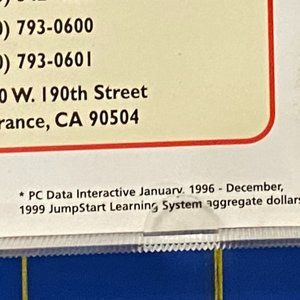 ) 793-0600
) 793-0601
0 W. 190th Street
rance, CA 90504
* PC Data Interactive January, 1996 - December,
1999 JumpStart Learning System aggregate dollars